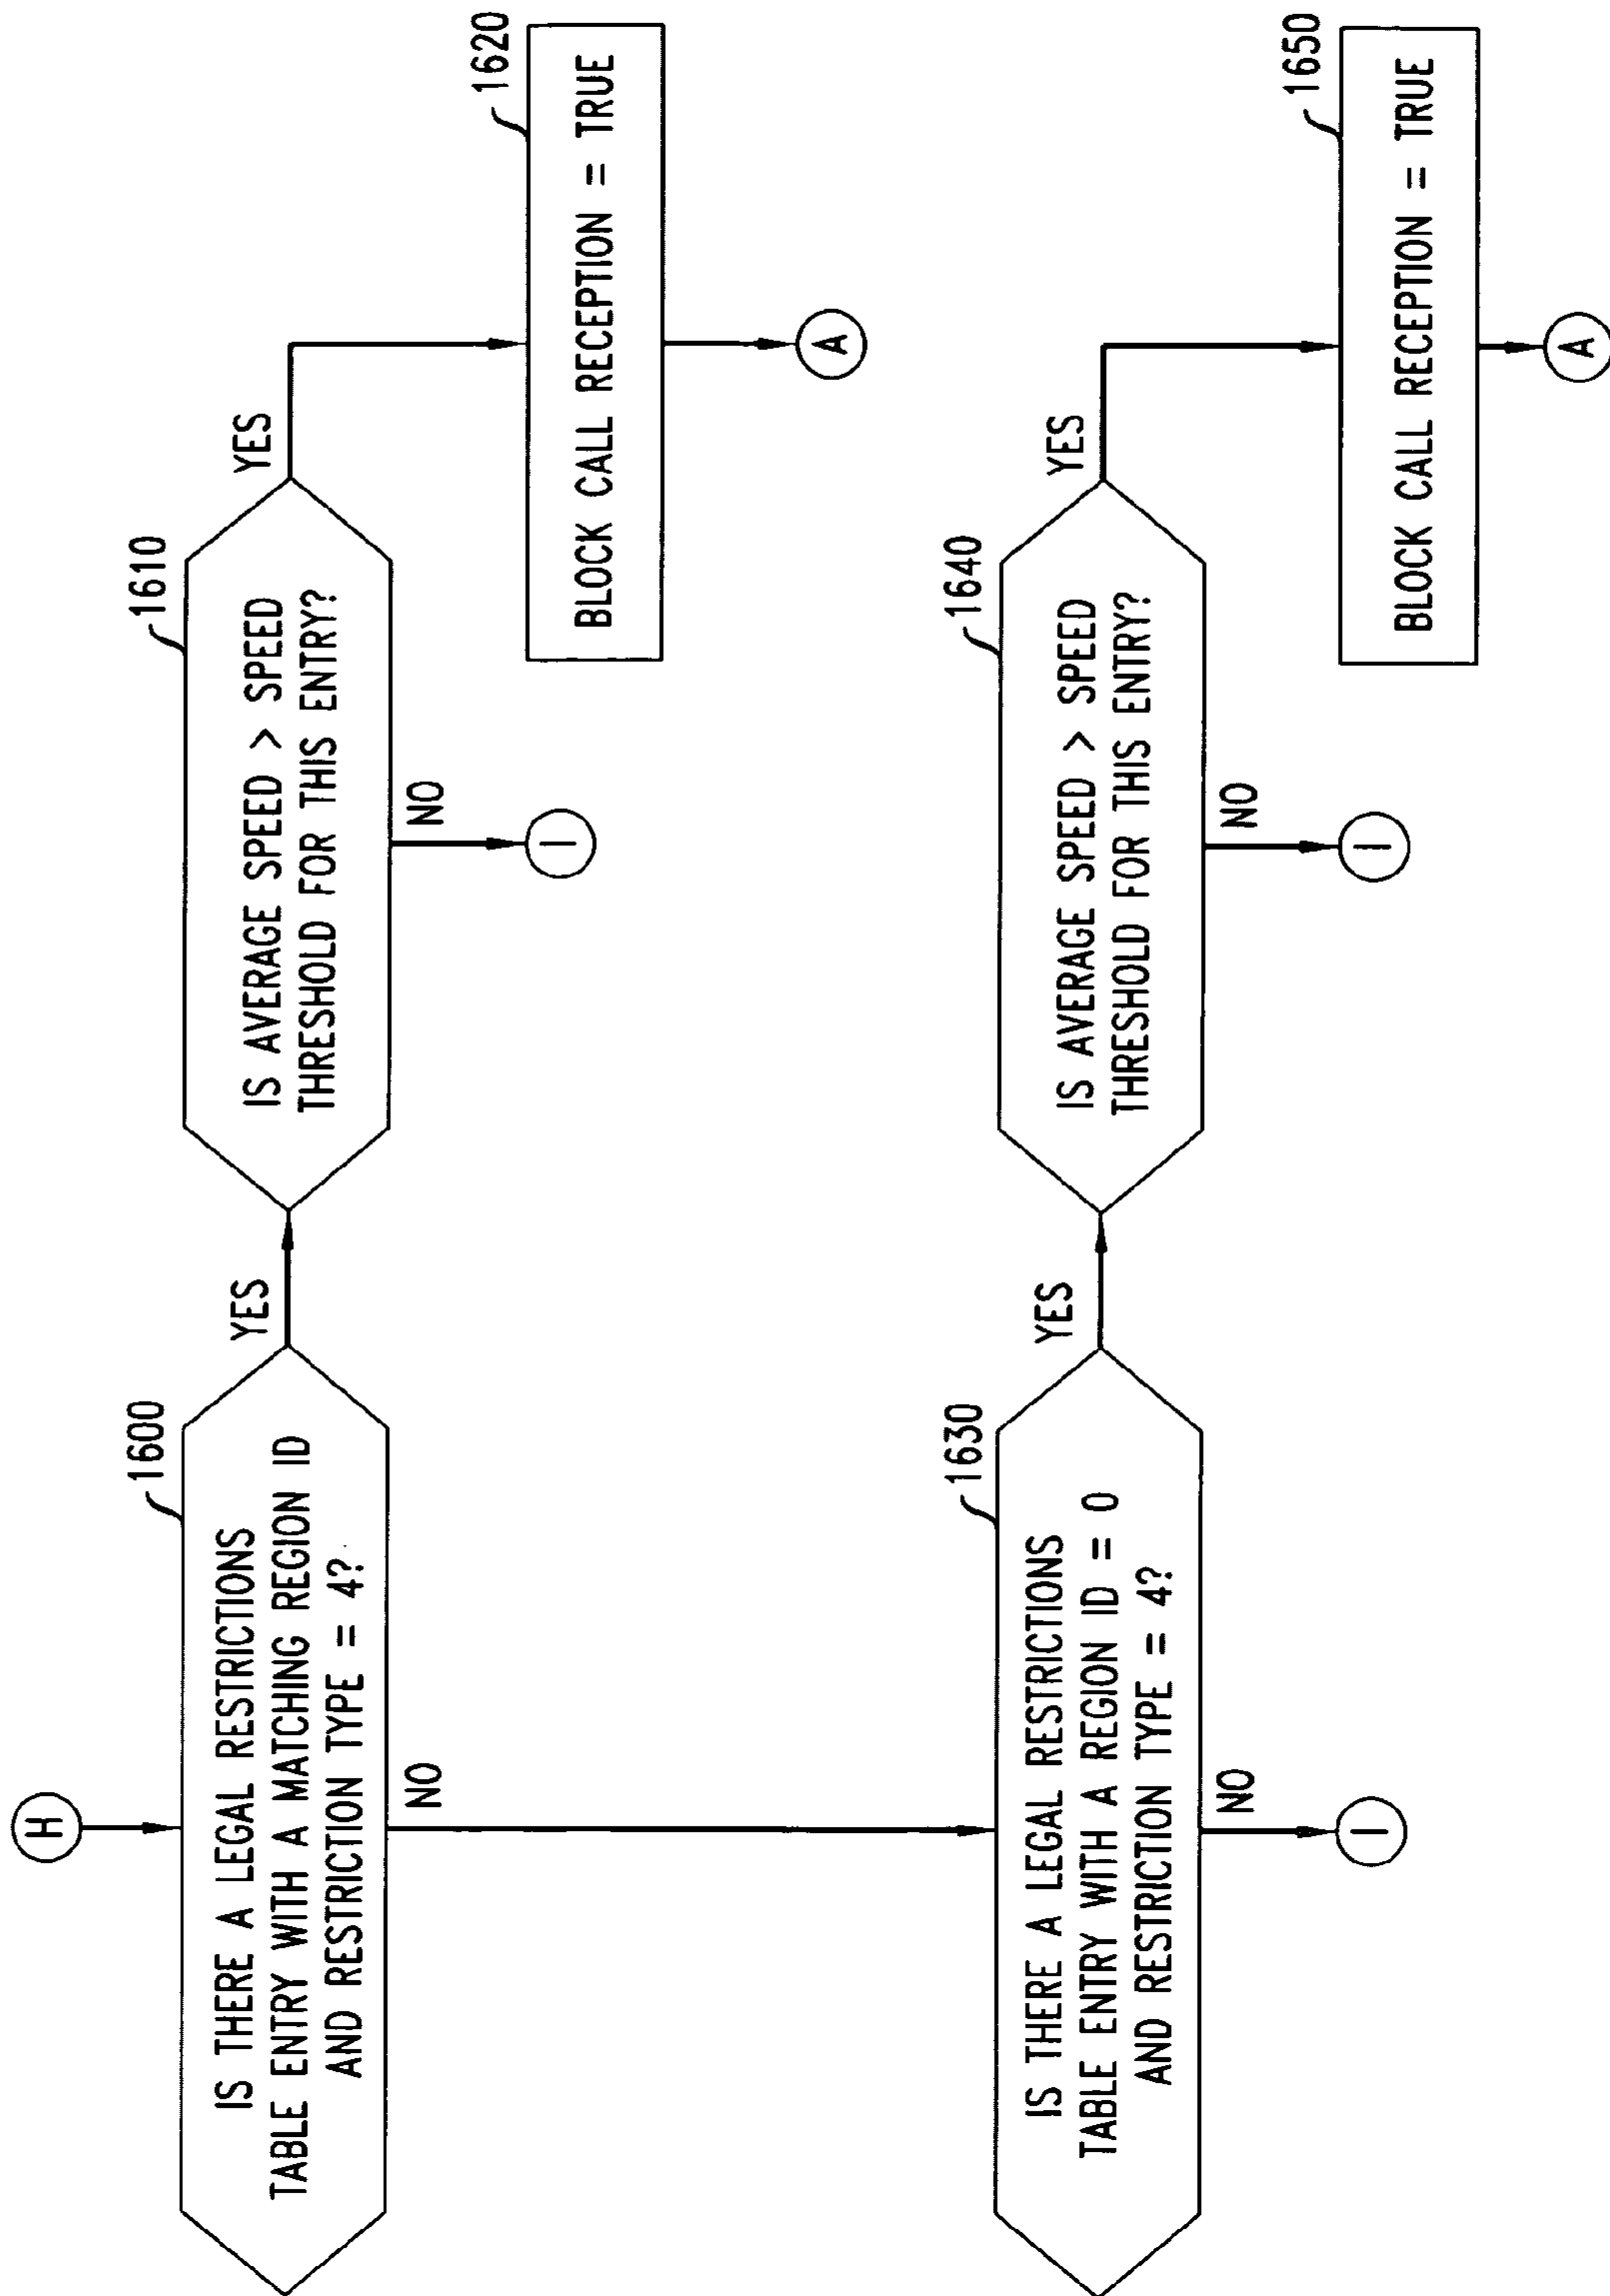 H
1600
IS THERE A LEGAL RESTRICTIONS
TABLE ENTRY WITH A MATCHING REGION ID
AND RESTRICTION TYPE = 4?
YES
NO
1610
IS AVERAGE SPEED > SPEED
THRESHOLD FOR THIS ENTRY?
YES
NO
I
1620
BLOCK CALL RECEPTION = TRUE
A
1630
IS THERE A LEGAL RESTRICTIONS
TABLE ENTRY WITH A REGION ID = 0
AND RESTRICTION TYPE = 4?
YES
NO
I
1640
IS AVERAGE SPEED > SPEED
THRESHOLD FOR THIS ENTRY?
YES
NO
I
1650
BLOCK CALL RECEPTION = TRUE
A